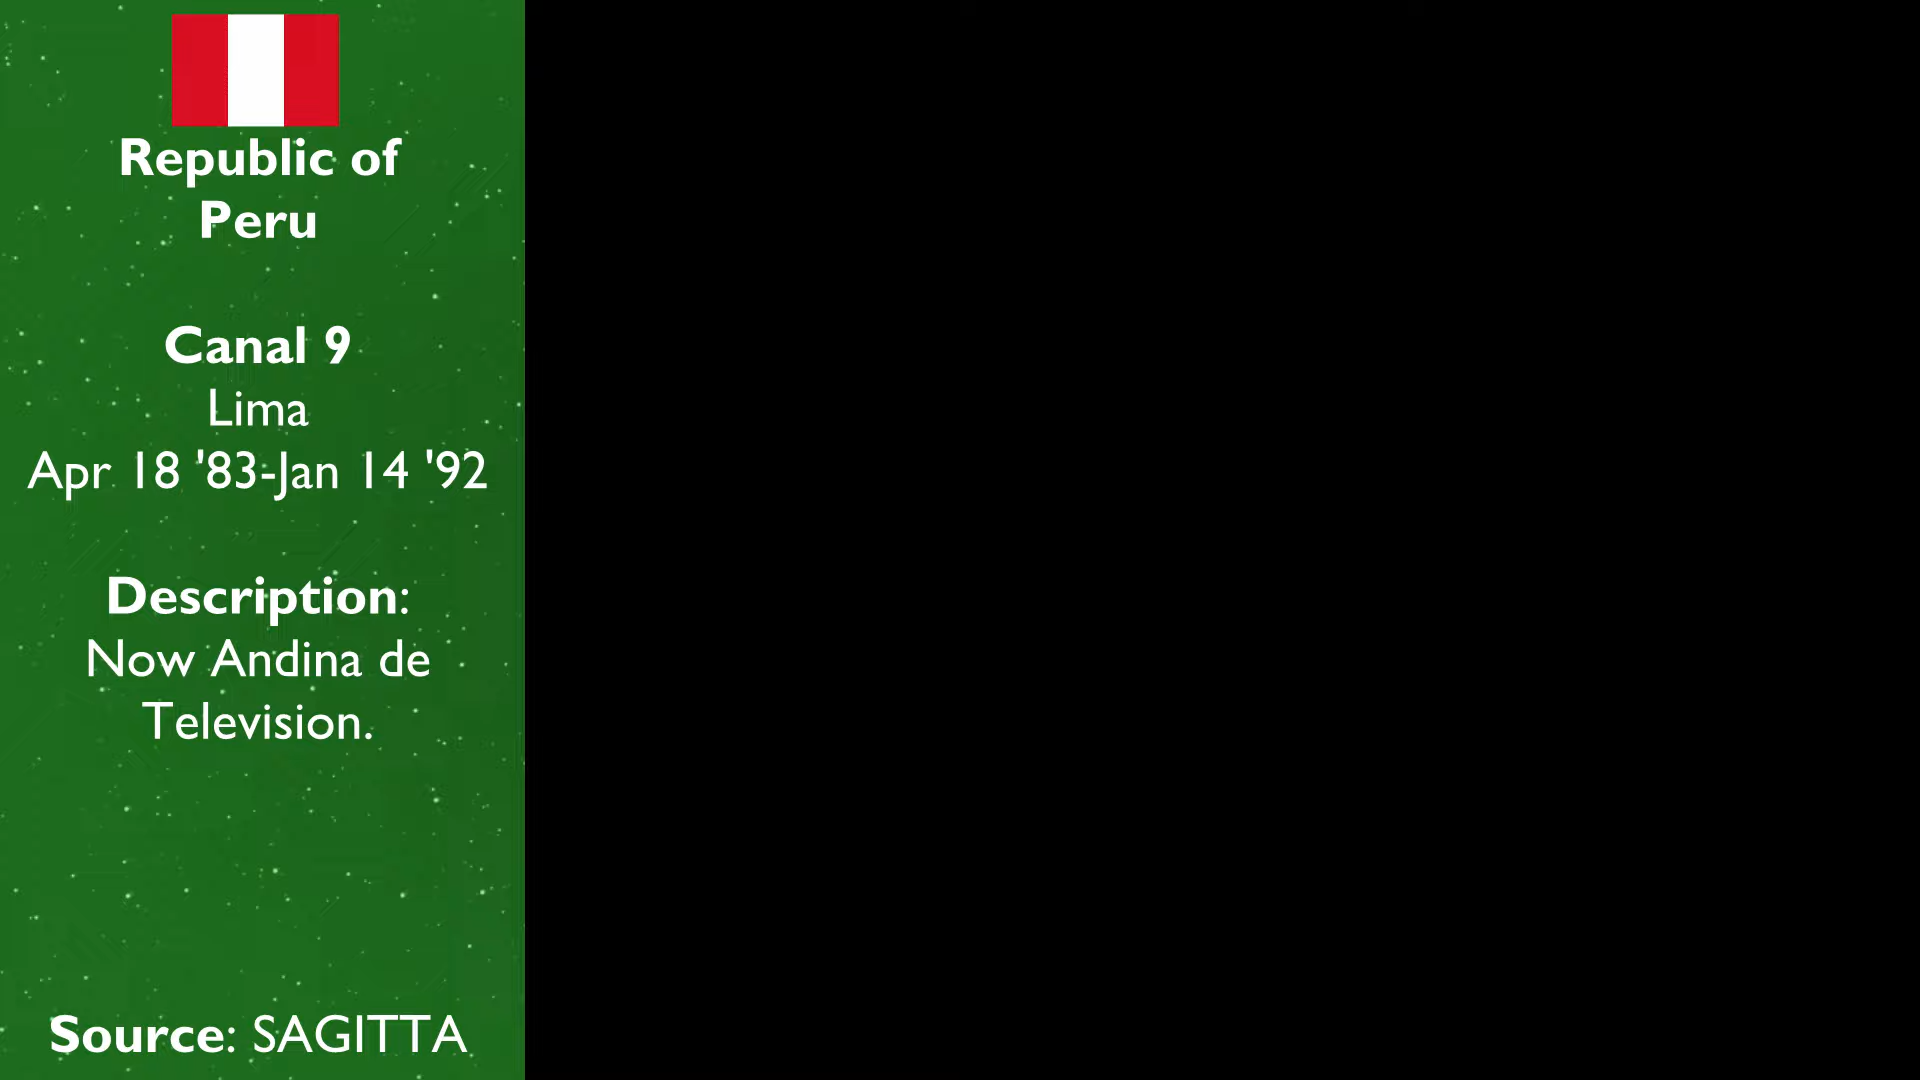 Republic of
Peru
Canal 9
Lima
Apr 18 '83-Jan 14 '92
Description:
Now Andina de
Television.
Source: SAGITTA